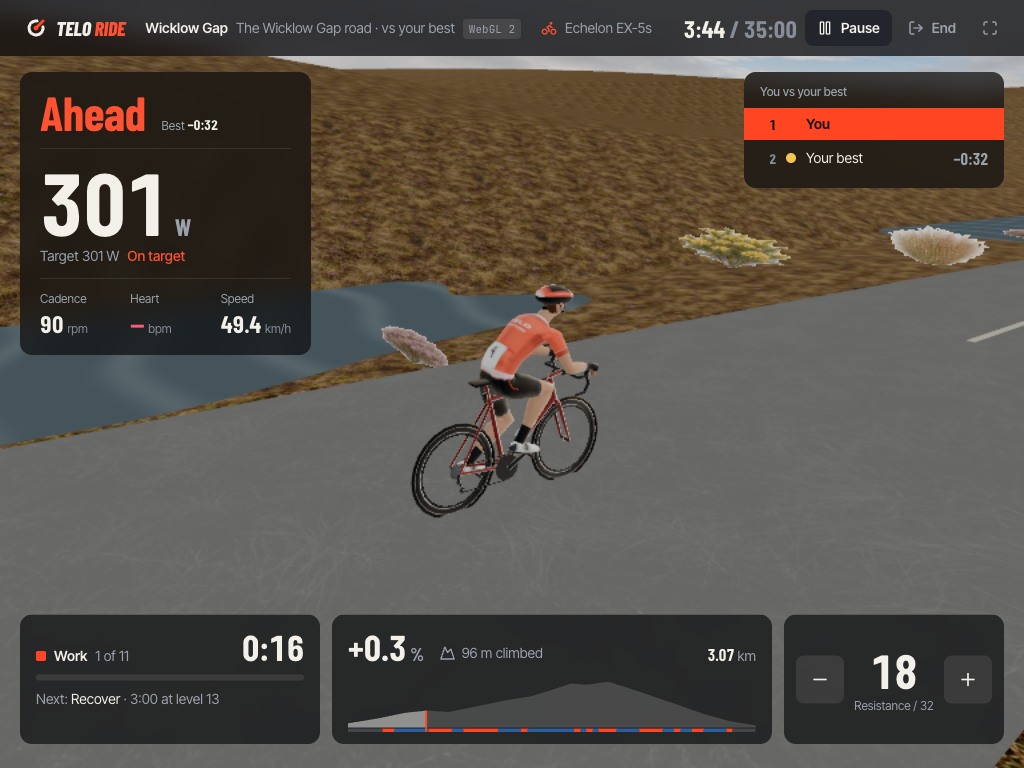 TELO RIDE Wicklow Gap The Wicklow Gap road · vs your best WebGL 2 Echelon EX-5s 3:44 / 35:00 Pause End
Ahead Best −0:32
301 W
Target 301 W On target
Cadence Heart Speed
90 rpm — bpm 49.4 km/h
You vs your best
1 You
2 Your best −0:32
Work 1 of 11 0:16
Next: Recover · 3:00 at level 13
+0.3 % 96 m climbed 3.07 km
− 18 +
Resistance / 32